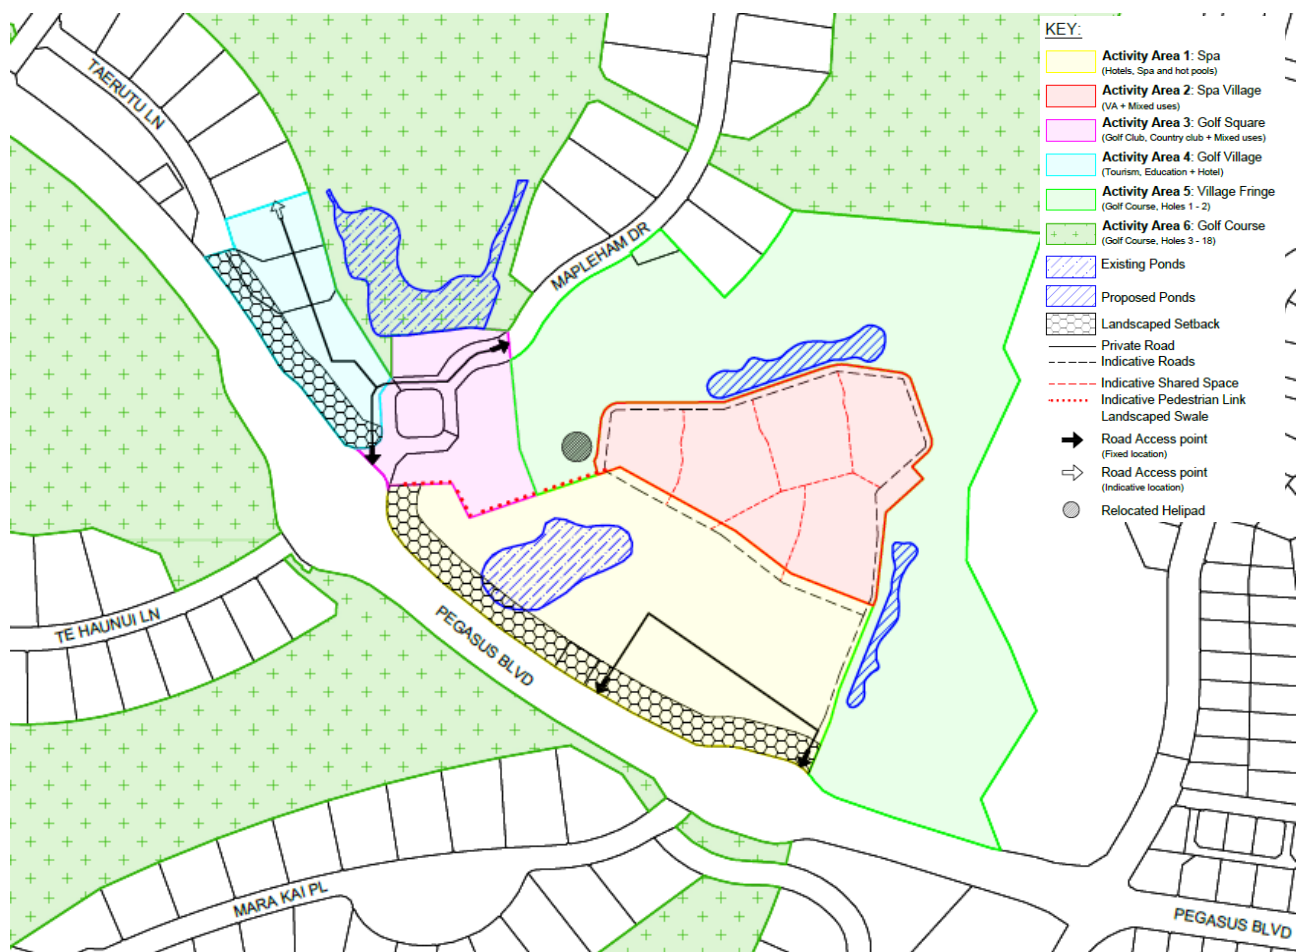 KEY:
Activity Area 1: Spa
(Hotels, Spa and hot pools)
Activity Area 2: Spa Village
(VA + Mixed uses)
Activity Area 3: Golf Square
(Golf Club, Country club + Mixed uses)
Activity Area 4: Golf Village
(Tourism, Education + Hotel)
Activity Area 5: Village Fringe
(Golf Course, Holes 1 - 2)
Activity Area 6: Golf Course
(Golf Course, Holes 3 - 18)
Existing Ponds
Proposed Ponds
Landscaped Setback
Private Road
Indicative Roads
Indicative Shared Space
Indicative Pedestrian Link
Landscaped Swale
Road Access point
(Fixed location)
Road Access point
(Indicative location)
Relocated Helipad
TAERUTU LN
MAPLEHAM DR
TE HAUNUI LN
PEGASUS BLVD
MARA KAI PL
PEGASUS BLVD